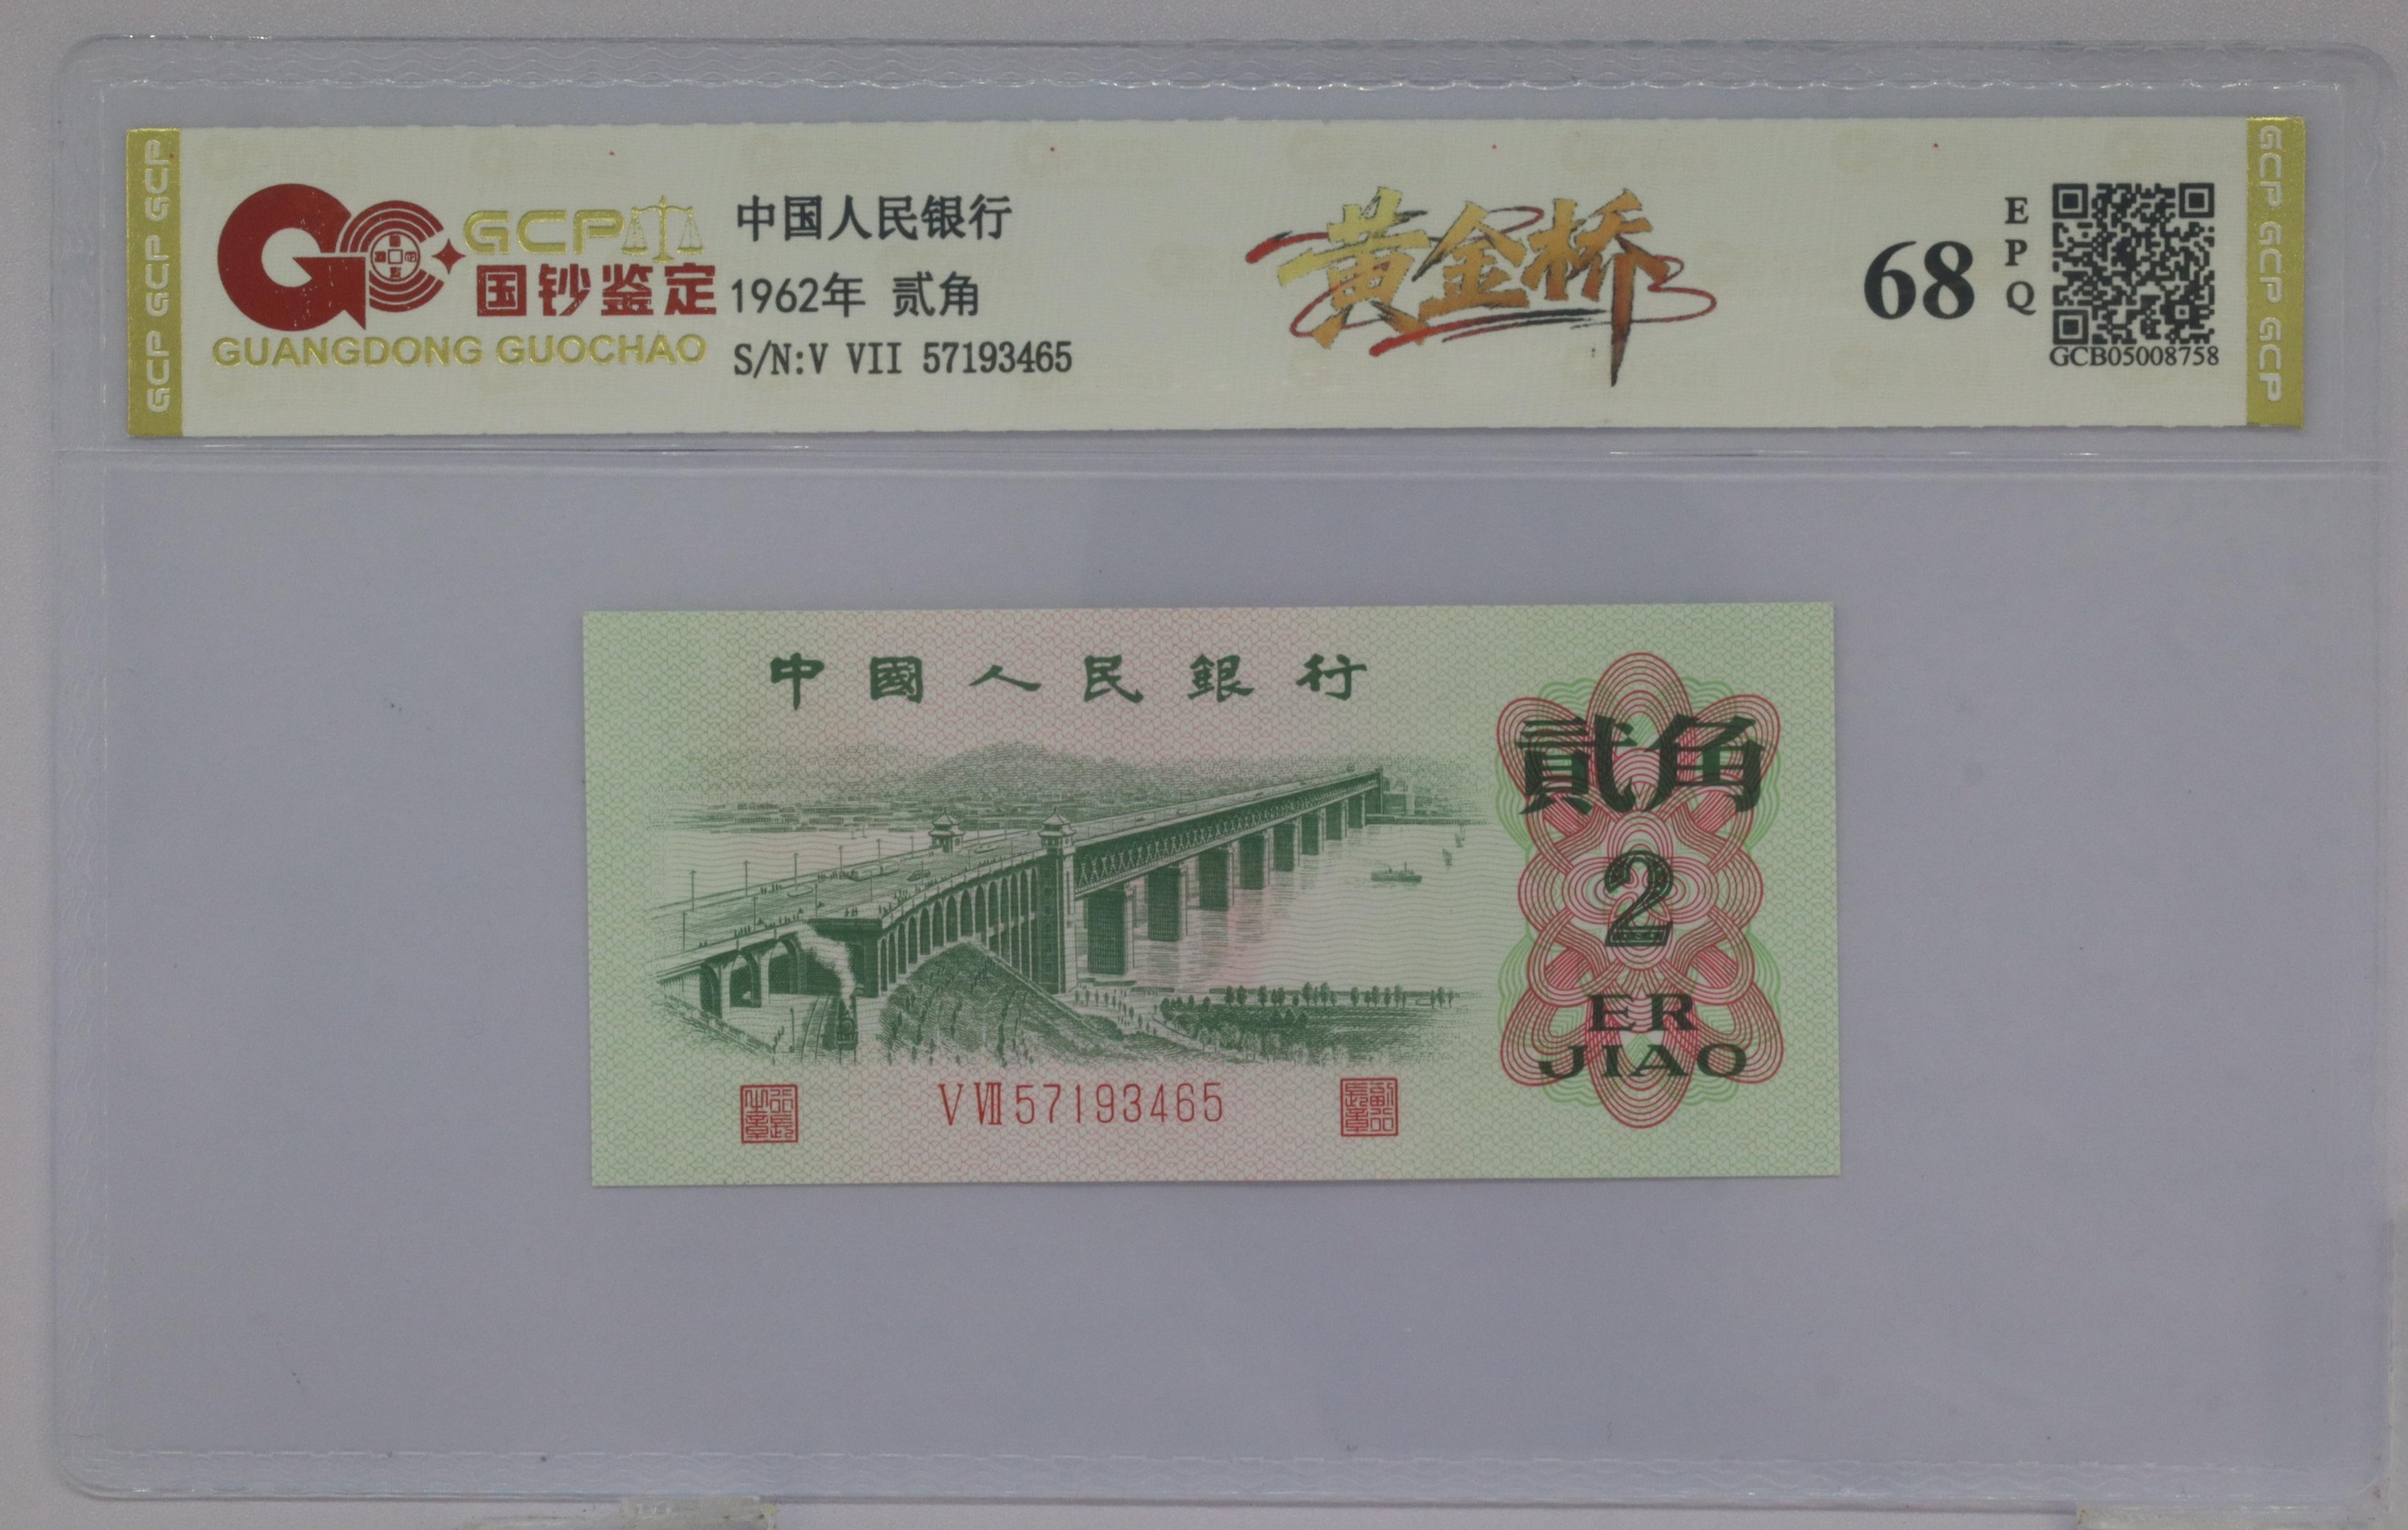 GCP GCP GCP
GCP
国钞鉴定
GUANGDONG GUOCHAO
中国人民银行
1962年 贰角
S/N:V VII 57193465
黄金桥
68
E
P
Q
GCB05008758
GCP GCP GCP
中國人民銀行
貳角
2
ER
JIAO
V VII 57193465